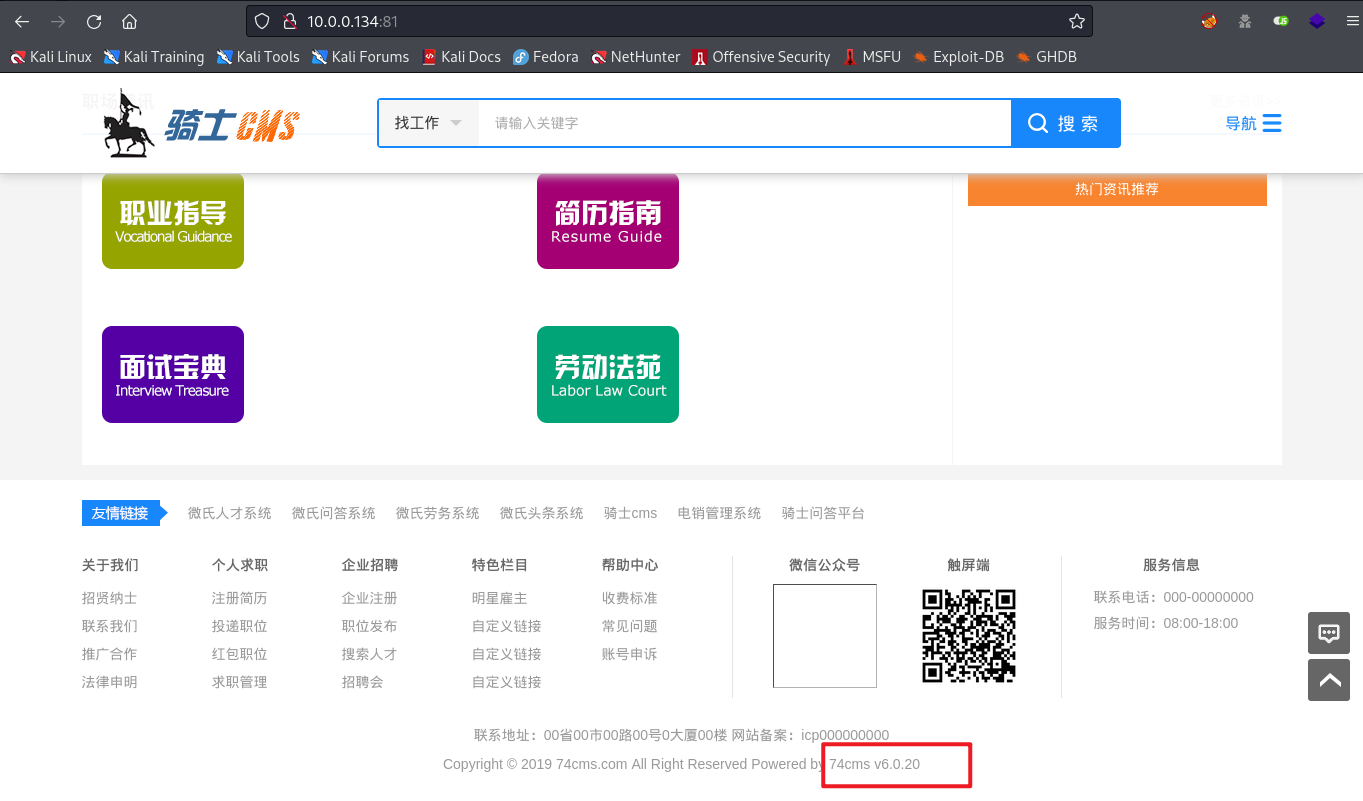 10.0.0.134:81
Kali Linux Kali Training Kali Tools Kali Forums Kali Docs Fedora NetHunter Offensive Security MSFU Exploit-DB GHDB
骑士CMS 找工作 请输入关键字 搜 索 导航
热门资讯推荐
职业指导 简历指南
Vocational Guidance Resume Guide
面试宝典 劳动法苑
Interview Treasure Labor Law Court
友情链接 微氏人才系统 微氏问答系统 微氏劳务系统 微氏头条系统 骑士cms 电销管理系统 骑士问答平台
关于我们 个人求职 企业招聘 特色栏目 帮助中心 微信公众号 触屏端 服务信息
招贤纳士 注册简历 企业注册 明星雇主 收费标准 联系电话：000-00000000
联系我们 投递职位 职位发布 自定义链接 常见问题 服务时间：08:00-18:00
推广合作 红包职位 搜索人才 自定义链接 账号申诉
法律申明 求职管理 招聘会 自定义链接
联系地址：00省00市00路00号0大厦00楼 网站备案：icp000000000
Copyright © 2019 74cms.com All Right Reserved Powered by 74cms v6.0.20